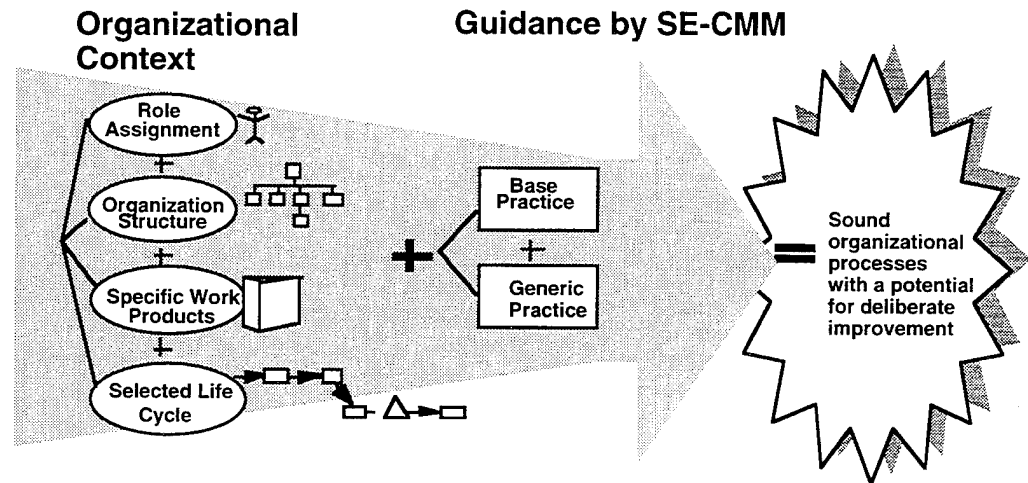 Organizational
Context
Guidance by SE-CMM
Role
Assignment
+
Organization
Structure
+
Specific Work
Products
+
Selected Life
Cycle
+
Base
Practice
+
Generic
Practice
=
Sound
organizational
processes
with a potential
for deliberate
improvement